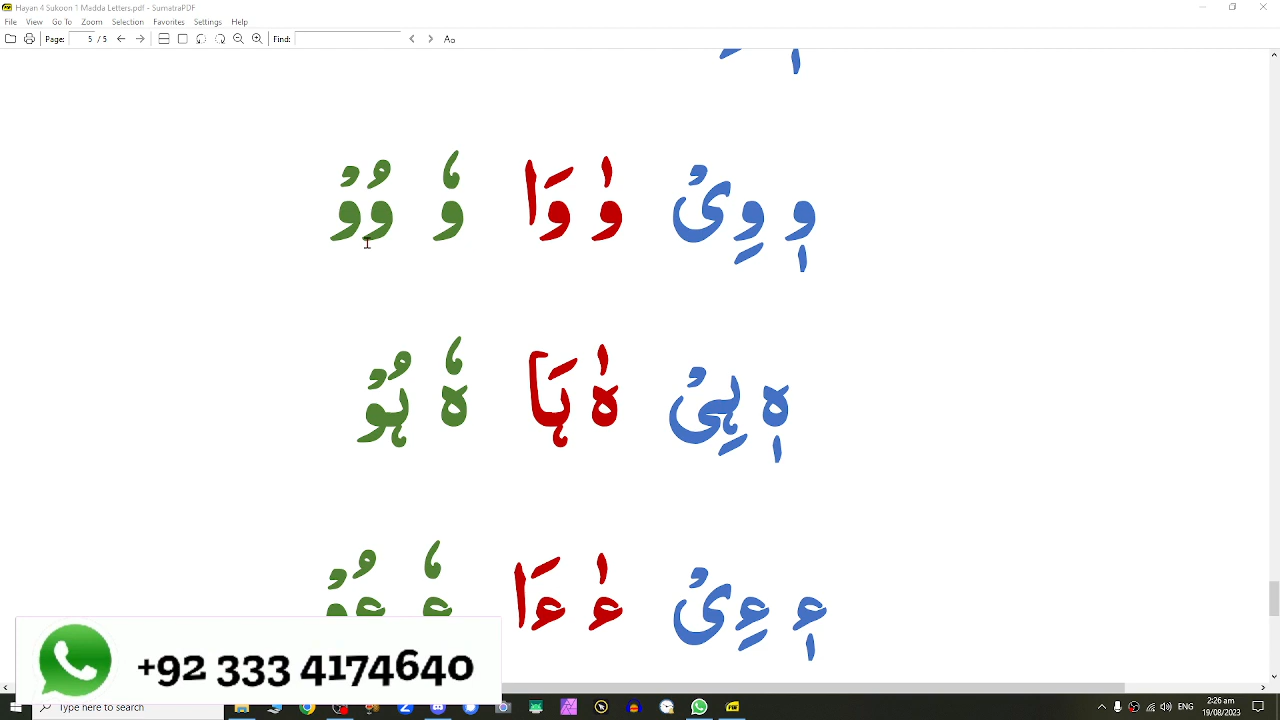 Hayan 4 Sukoon 1 Madda Letters.pdf - SumatraPDF
File View Go To Zoom Selection Favorites Settings Help
Page: 5 / 5 Find: Aa
وٖ وِیۡ وٰ وَا وٗ وُوۡ
ہٖ ہِیۡ ہٰ ہَا ہٗ ہُوۡ
ءٖ ءِیۡ ءٰ ءَا ءٗ ءُوۡ
+92 333 4174640
Type here to search
ENG
2:26 am
19/08/2023